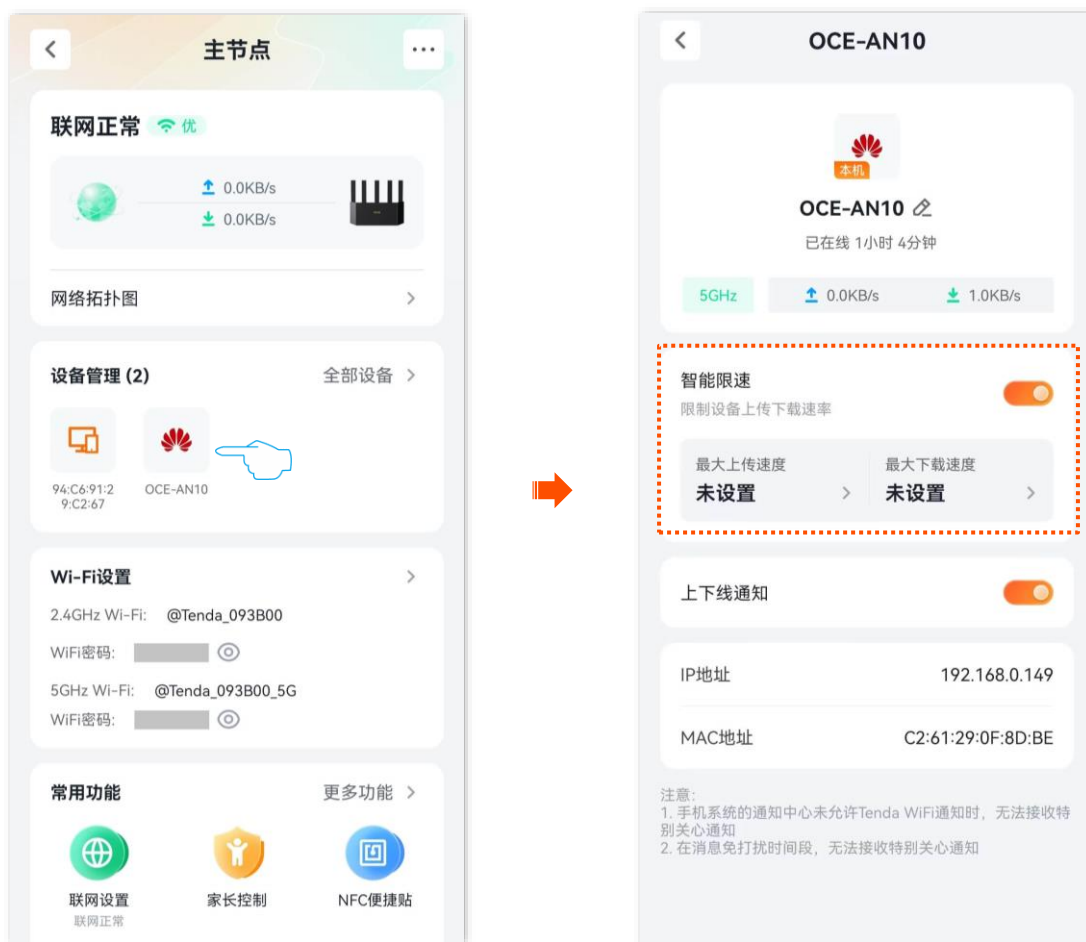 主节点
联网正常 优
0.0KB/s
0.0KB/s
网络拓扑图
设备管理 (2) 全部设备
94:C6:91:2
9:C2:67
OCE-AN10
Wi-Fi设置
2.4GHz Wi-Fi: @Tenda_093B00
WiFi密码:
5GHz Wi-Fi: @Tenda_093B00_5G
WiFi密码:
常用功能 更多功能
联网设置 家长控制 NFC便捷贴
联网正常
OCE-AN10
本机
OCE-AN10
已在线 1小时 4分钟
5GHz 0.0KB/s 1.0KB/s
智能限速
限制设备上传下载速率
最大上传速度 最大下载速度
未设置 未设置
上下线通知
IP地址 192.168.0.149
MAC地址 C2:61:29:0F:8D:BE
注意:
1. 手机系统的通知中心未允许Tenda WiFi通知时，无法接收特
别关心通知
2. 在消息免打扰时间段，无法接收特别关心通知